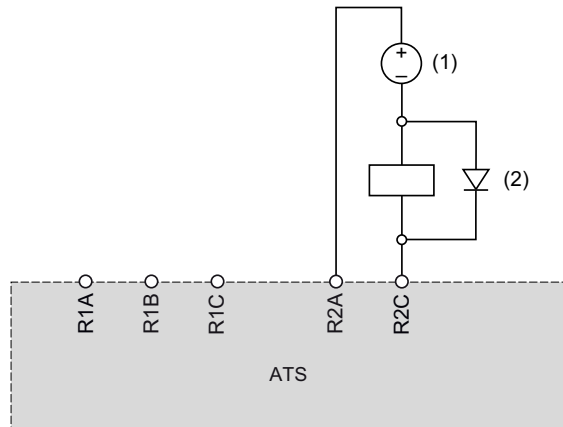 +
−
(1)
(2)
R1A
R1B
R1C
R2A
R2C
ATS